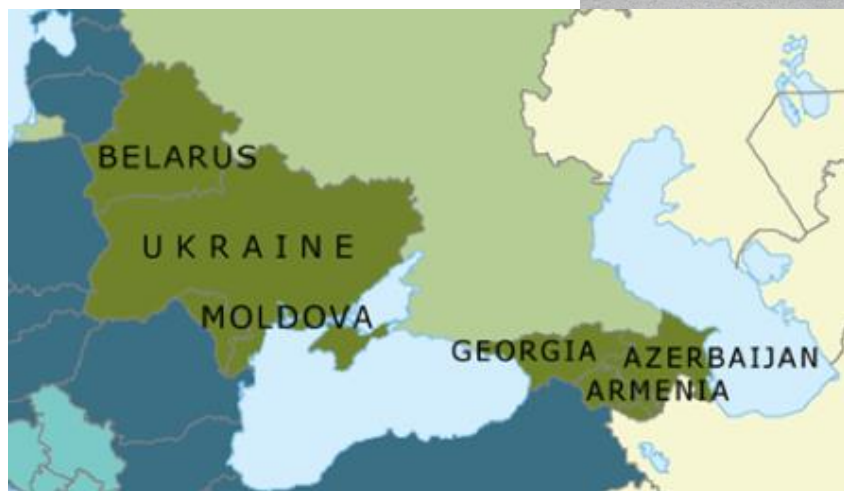 BELARUS
UKRAINE
MOLDOVA
GEORGIA
AZERBAIJAN
ARMENIA